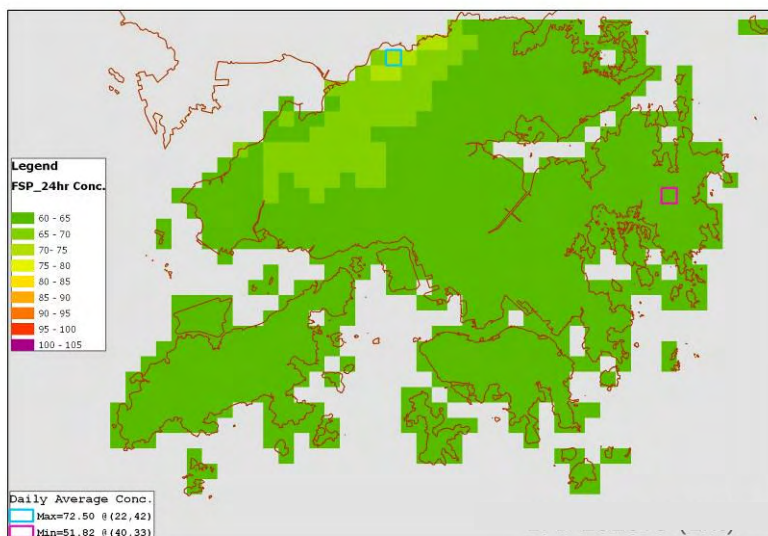 Legend
FSP_24hr Conc.
60 - 65
65 - 70
70- 75
75 - 80
80 - 85
85 - 90
90 - 95
95 - 100
100 - 105
Daily Average Conc.
Max=72.50 @(22,42)
Min=51.82 @(40,33)